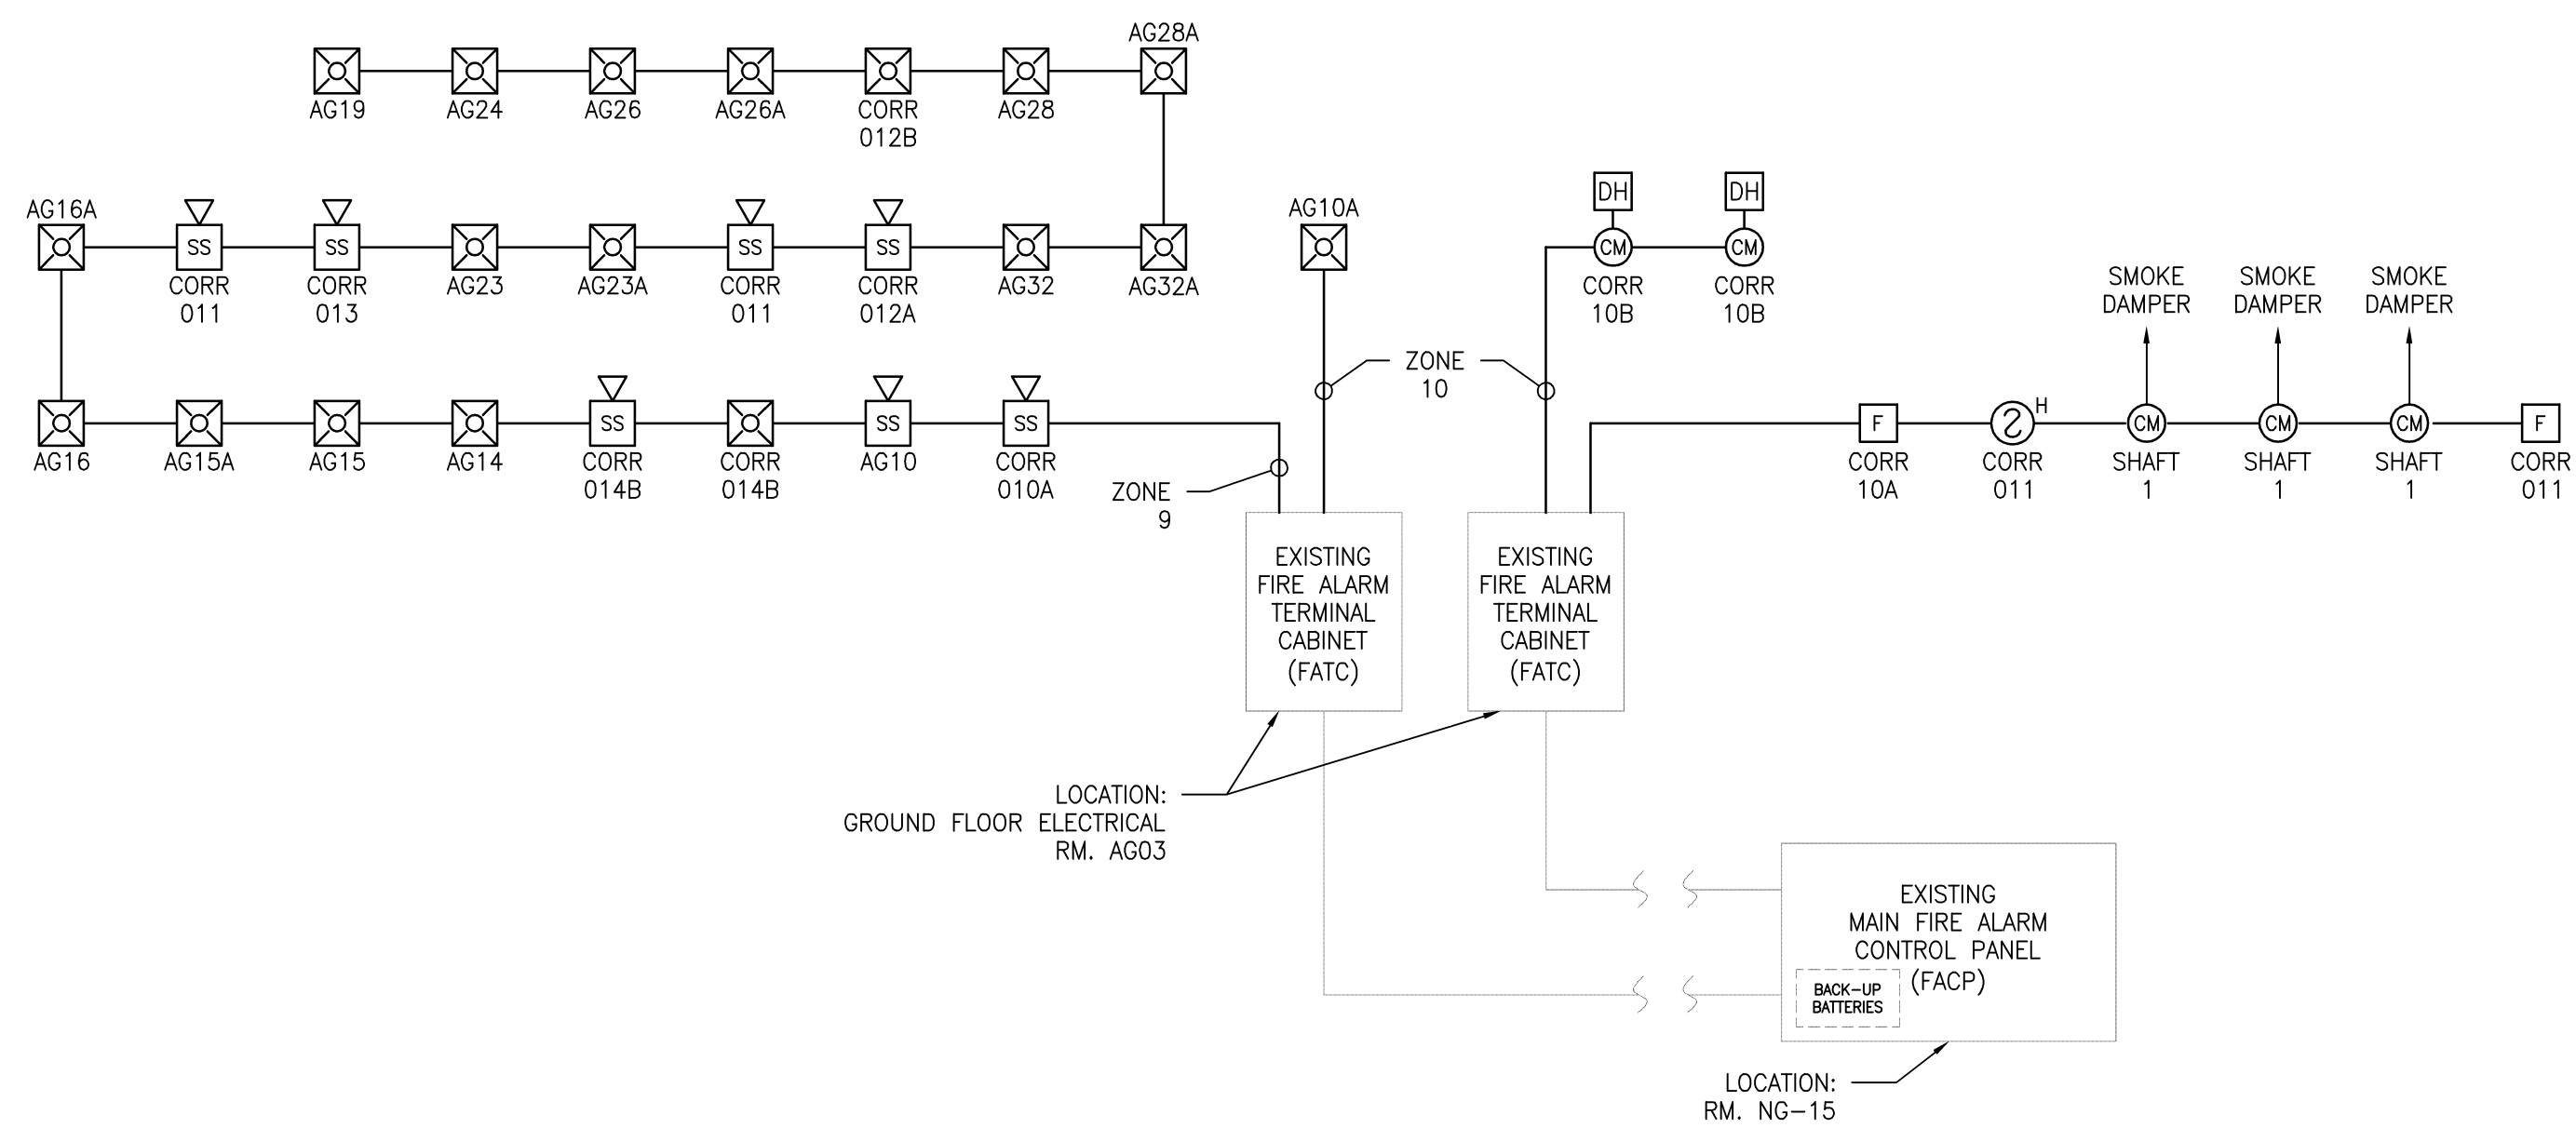 AG28A
AG19
AG24
AG26
AG26A
CORR
012B
AG28
AG16A
SS
CORR
011
SS
CORR
013
AG23
AG23A
SS
CORR
011
SS
CORR
012A
AG32
AG32A
AG10A
DH
CM
CORR
10B
DH
CM
CORR
10B
SMOKE
DAMPER
SMOKE
DAMPER
SMOKE
DAMPER
ZONE
10
AG16
AG15A
AG15
AG14
SS
CORR
014B
CORR
014B
SS
AG10
SS
CORR
010A
ZONE
9
F
CORR
10A
H
CORR
011
CM
SHAFT
1
CM
SHAFT
1
CM
SHAFT
1
F
CORR
011
EXISTING
FIRE ALARM
TERMINAL
CABINET
(FATC)
EXISTING
FIRE ALARM
TERMINAL
CABINET
(FATC)
LOCATION:
GROUND FLOOR ELECTRICAL
RM. AG03
EXISTING
MAIN FIRE ALARM
CONTROL PANEL
(FACP)
BACK-UP
BATTERIES
LOCATION:
RM. NG-15